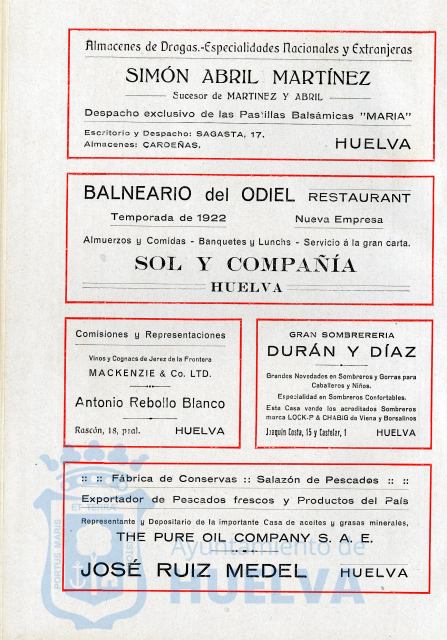 Almacenes de Drogas.-Especialidades Nacionales y Extranjeras
SIMÓN ABRIL MARTÍNEZ
Sucesor de MARTINEZ Y ABRIL
Despacho exclusivo de las Pastillas Balsámicas "MARIA"
Escritorio y Despacho: SAGASTA, 17.
Almacenes: CARDEÑAS.
HUELVA
BALNEARIO del ODIEL RESTAURANT
Temporada de 1922 Nueva Empresa
Almuerzos y Comidas - Banquetes y Lunchs - Servicio á la gran carta.
SOL Y COMPAÑÍA
HUELVA
Comisiones y Representaciones
Vinos y Cognacs de Jerez de la Frontera
MACKENZIE & Co. LTD.
Antonio Rebollo Blanco
Rascón, 18, pral. HUELVA
GRAN SOMBRERERIA
DURÁN Y DÍAZ
Grandes Novedades en Sombreros y Gorras para
Caballeros y Niños.
Especialidad en Sombreros Confortables.
Esta Casa vende los acreditados Sombreros
marca LOCK-P & CHABIG de Viena y Borsalinos
Joaquín Costa, 15 y Castelar, 1 HUELVA
:: :: Fábrica de Conservas :: Salazón de Pescados :: ::
Exportador de Pescados frescos y Productos del País
Representante y Depositario de la importante Casa de aceites y grasas minerales,
THE PURE OIL COMPANY S. A. E.
JOSÉ RUIZ MEDEL HUELVA
Ayuntamiento de
HUELVA
PORTUS MARIS
ET TERRÆ